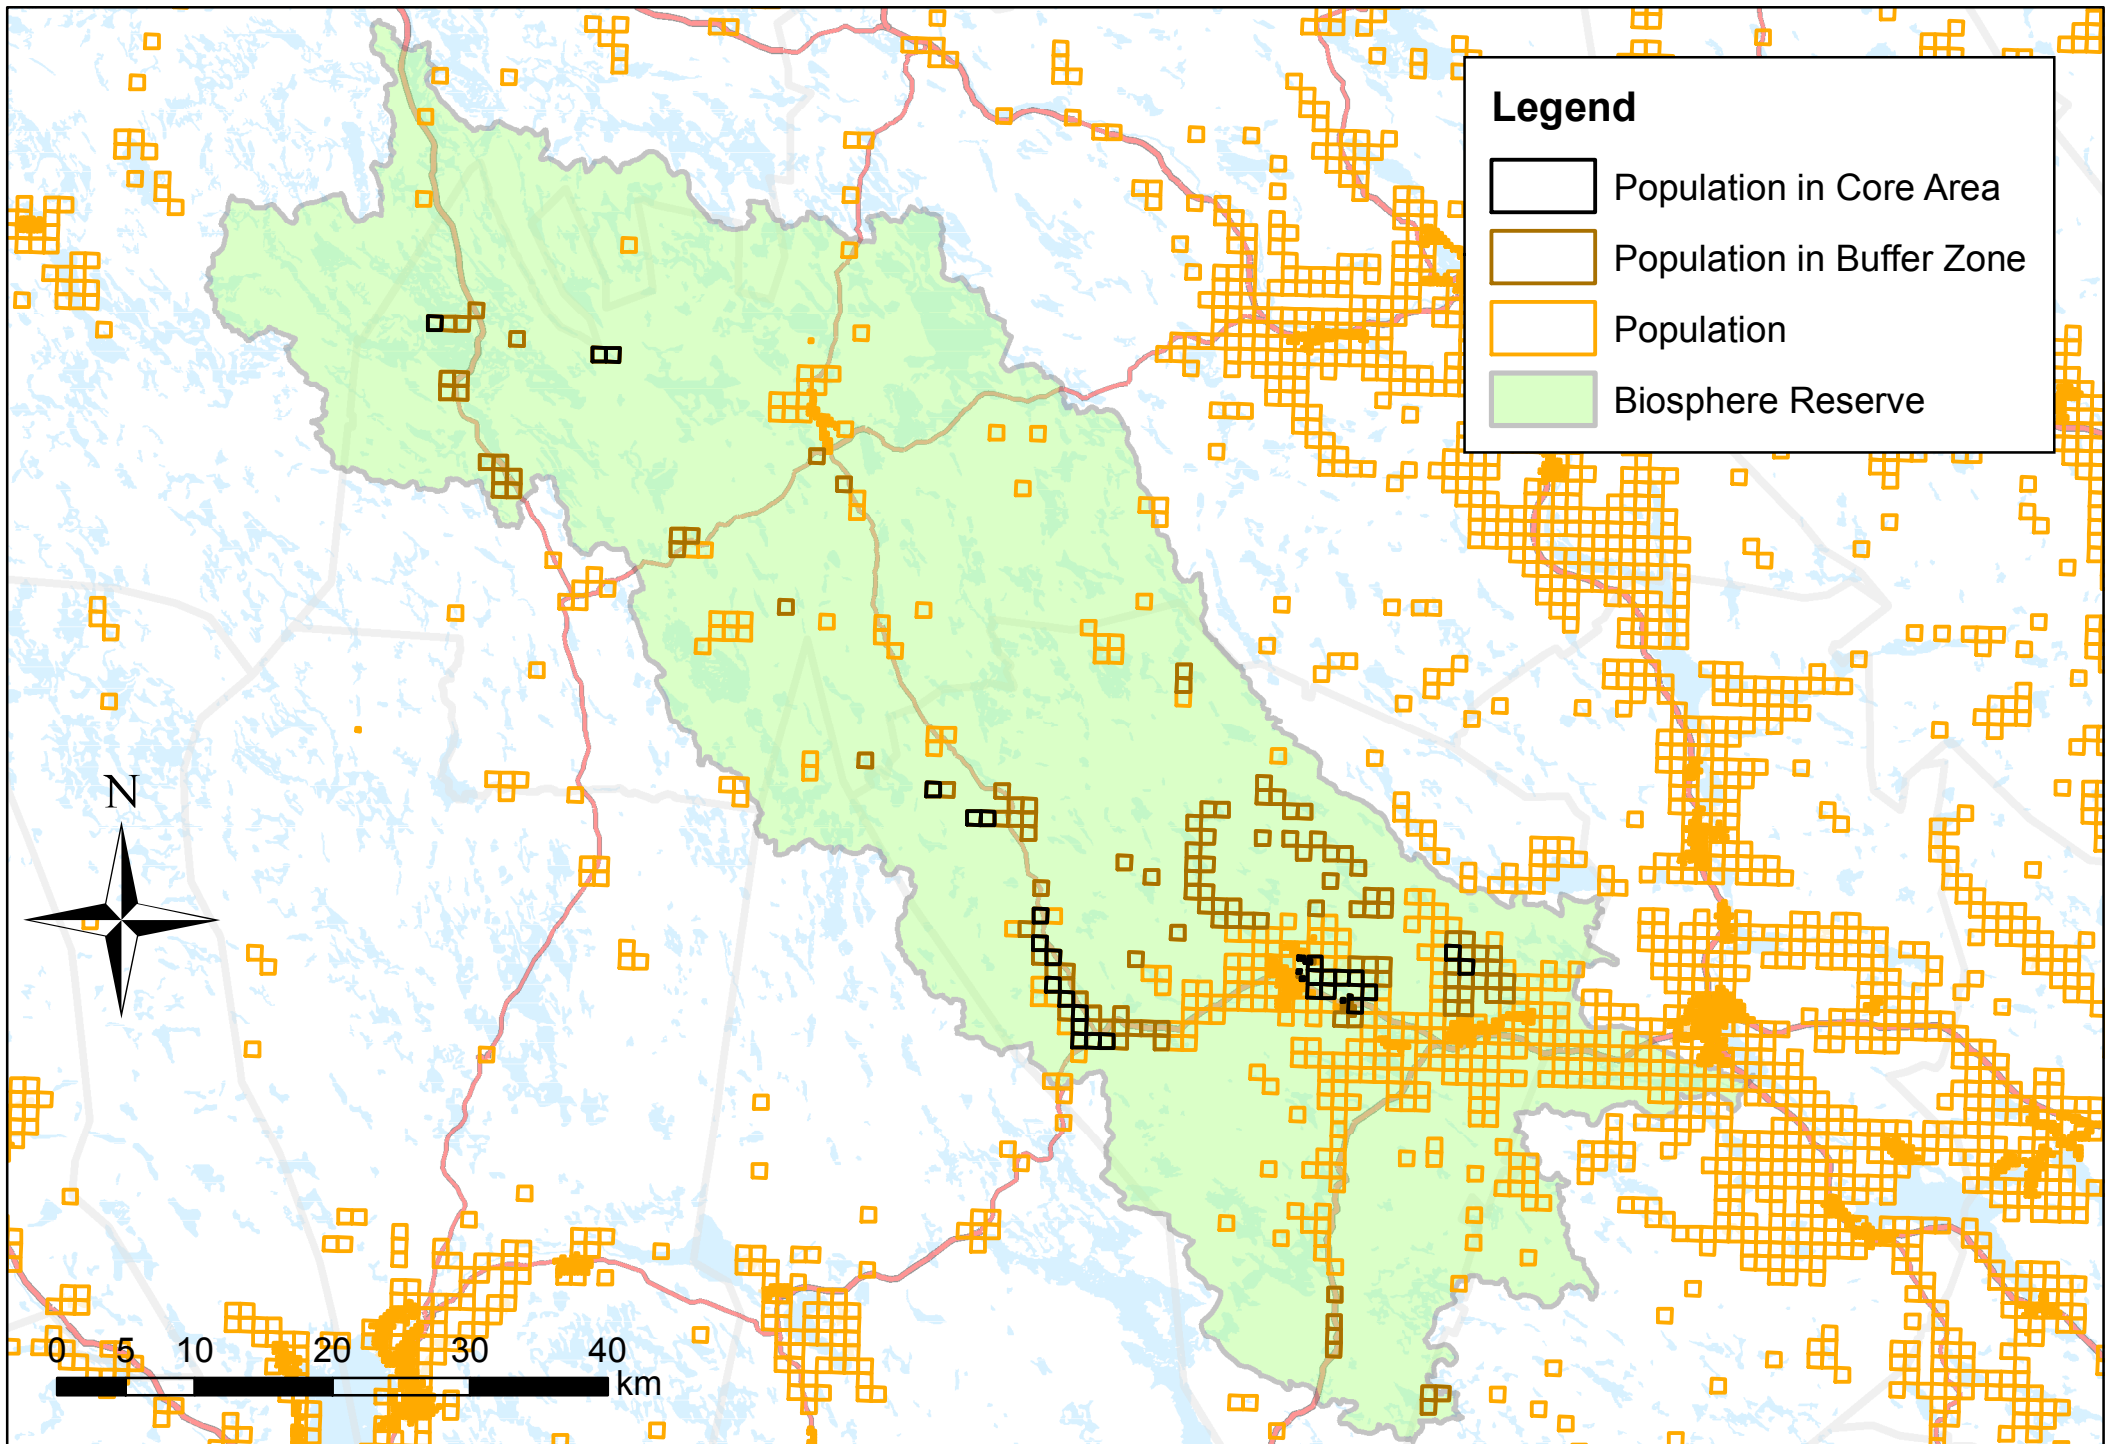 Legend
Population in Core Area
Population in Buffer Zone
Population
Biosphere Reserve
N
0 5 10 20 30 40
km